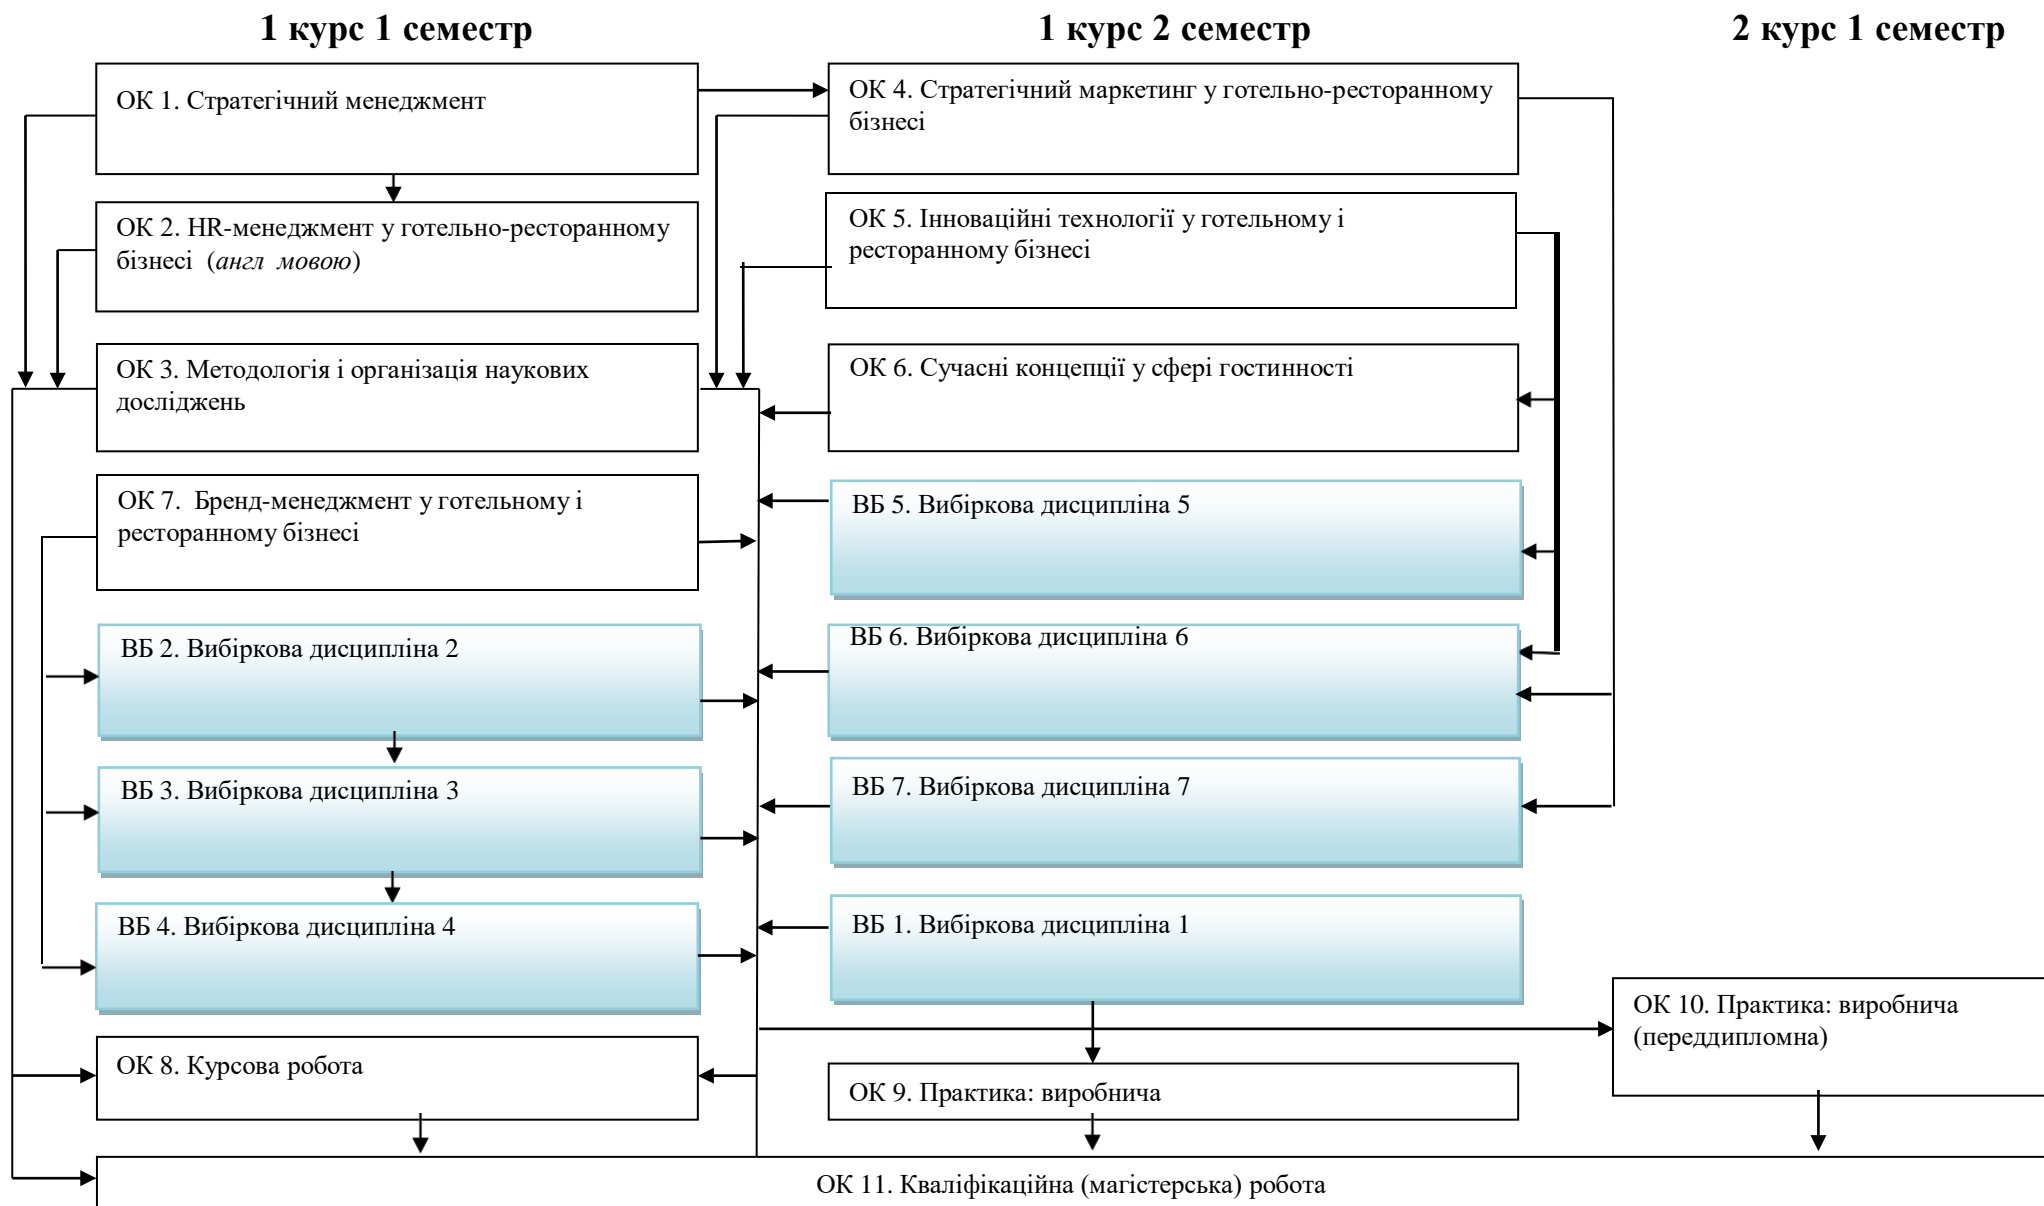 1 курс 1 семестр
1 курс 2 семестр
2 курс 1 семестр
ОК 1. Стратегічний менеджмент
ОК 4. Стратегічний маркетинг у готельно-ресторанному
бізнесі
ОК 2. HR-менеджмент у готельно-ресторанному
бізнесі (англ мовою)
ОК 5. Інноваційні технології у готельному і
ресторанному бізнесі
ОК 3. Методологія і організація наукових
досліджень
ОК 6. Сучасні концепції у сфері гостинності
ОК 7. Бренд-менеджмент у готельному і
ресторанному бізнесі
ВБ 5. Вибіркова дисципліна 5
ВБ 2. Вибіркова дисципліна 2
ВБ 6. Вибіркова дисципліна 6
ВБ 3. Вибіркова дисципліна 3
ВБ 7. Вибіркова дисципліна 7
ВБ 4. Вибіркова дисципліна 4
ВБ 1. Вибіркова дисципліна 1
ОК 10. Практика: виробнича
(переддипломна)
ОК 8. Курсова робота
ОК 9. Практика: виробнича
ОК 11. Кваліфікаційна (магістерська) робота